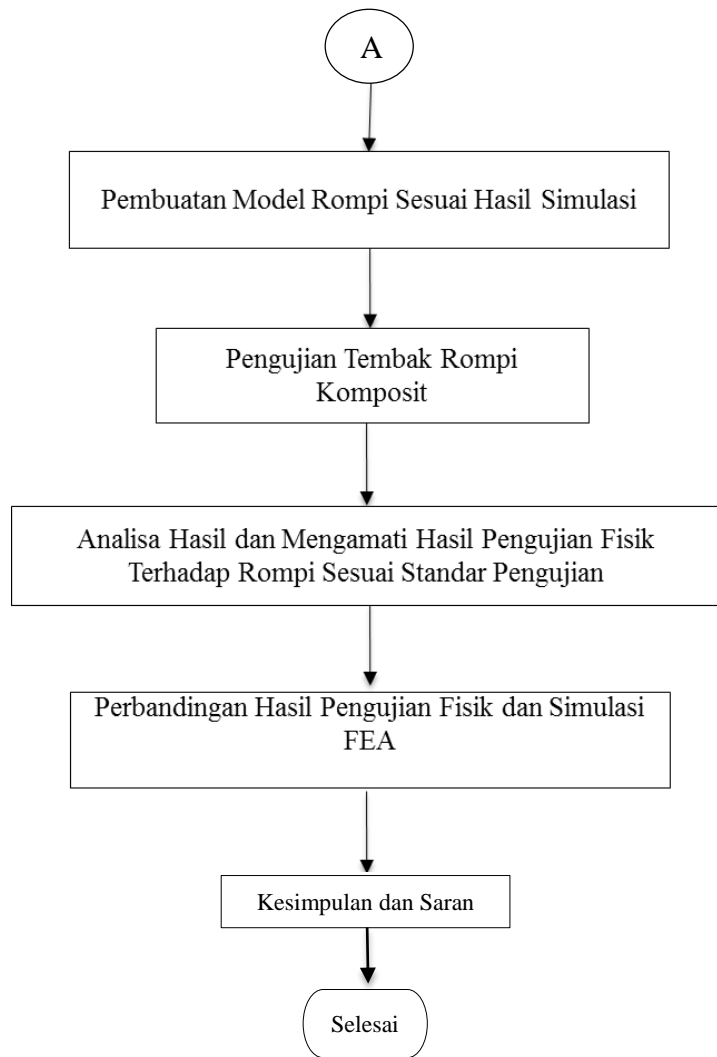 A
Pembuatan Model Rompi Sesuai Hasil Simulasi
Pengujian Tembak Rompi
Komposit
Analisa Hasil dan Mengamati Hasil Pengujian Fisik
Terhadap Rompi Sesuai Standar Pengujian
Perbandingan Hasil Pengujian Fisik dan Simulasi
FEA
Kesimpulan dan Saran
Selesai